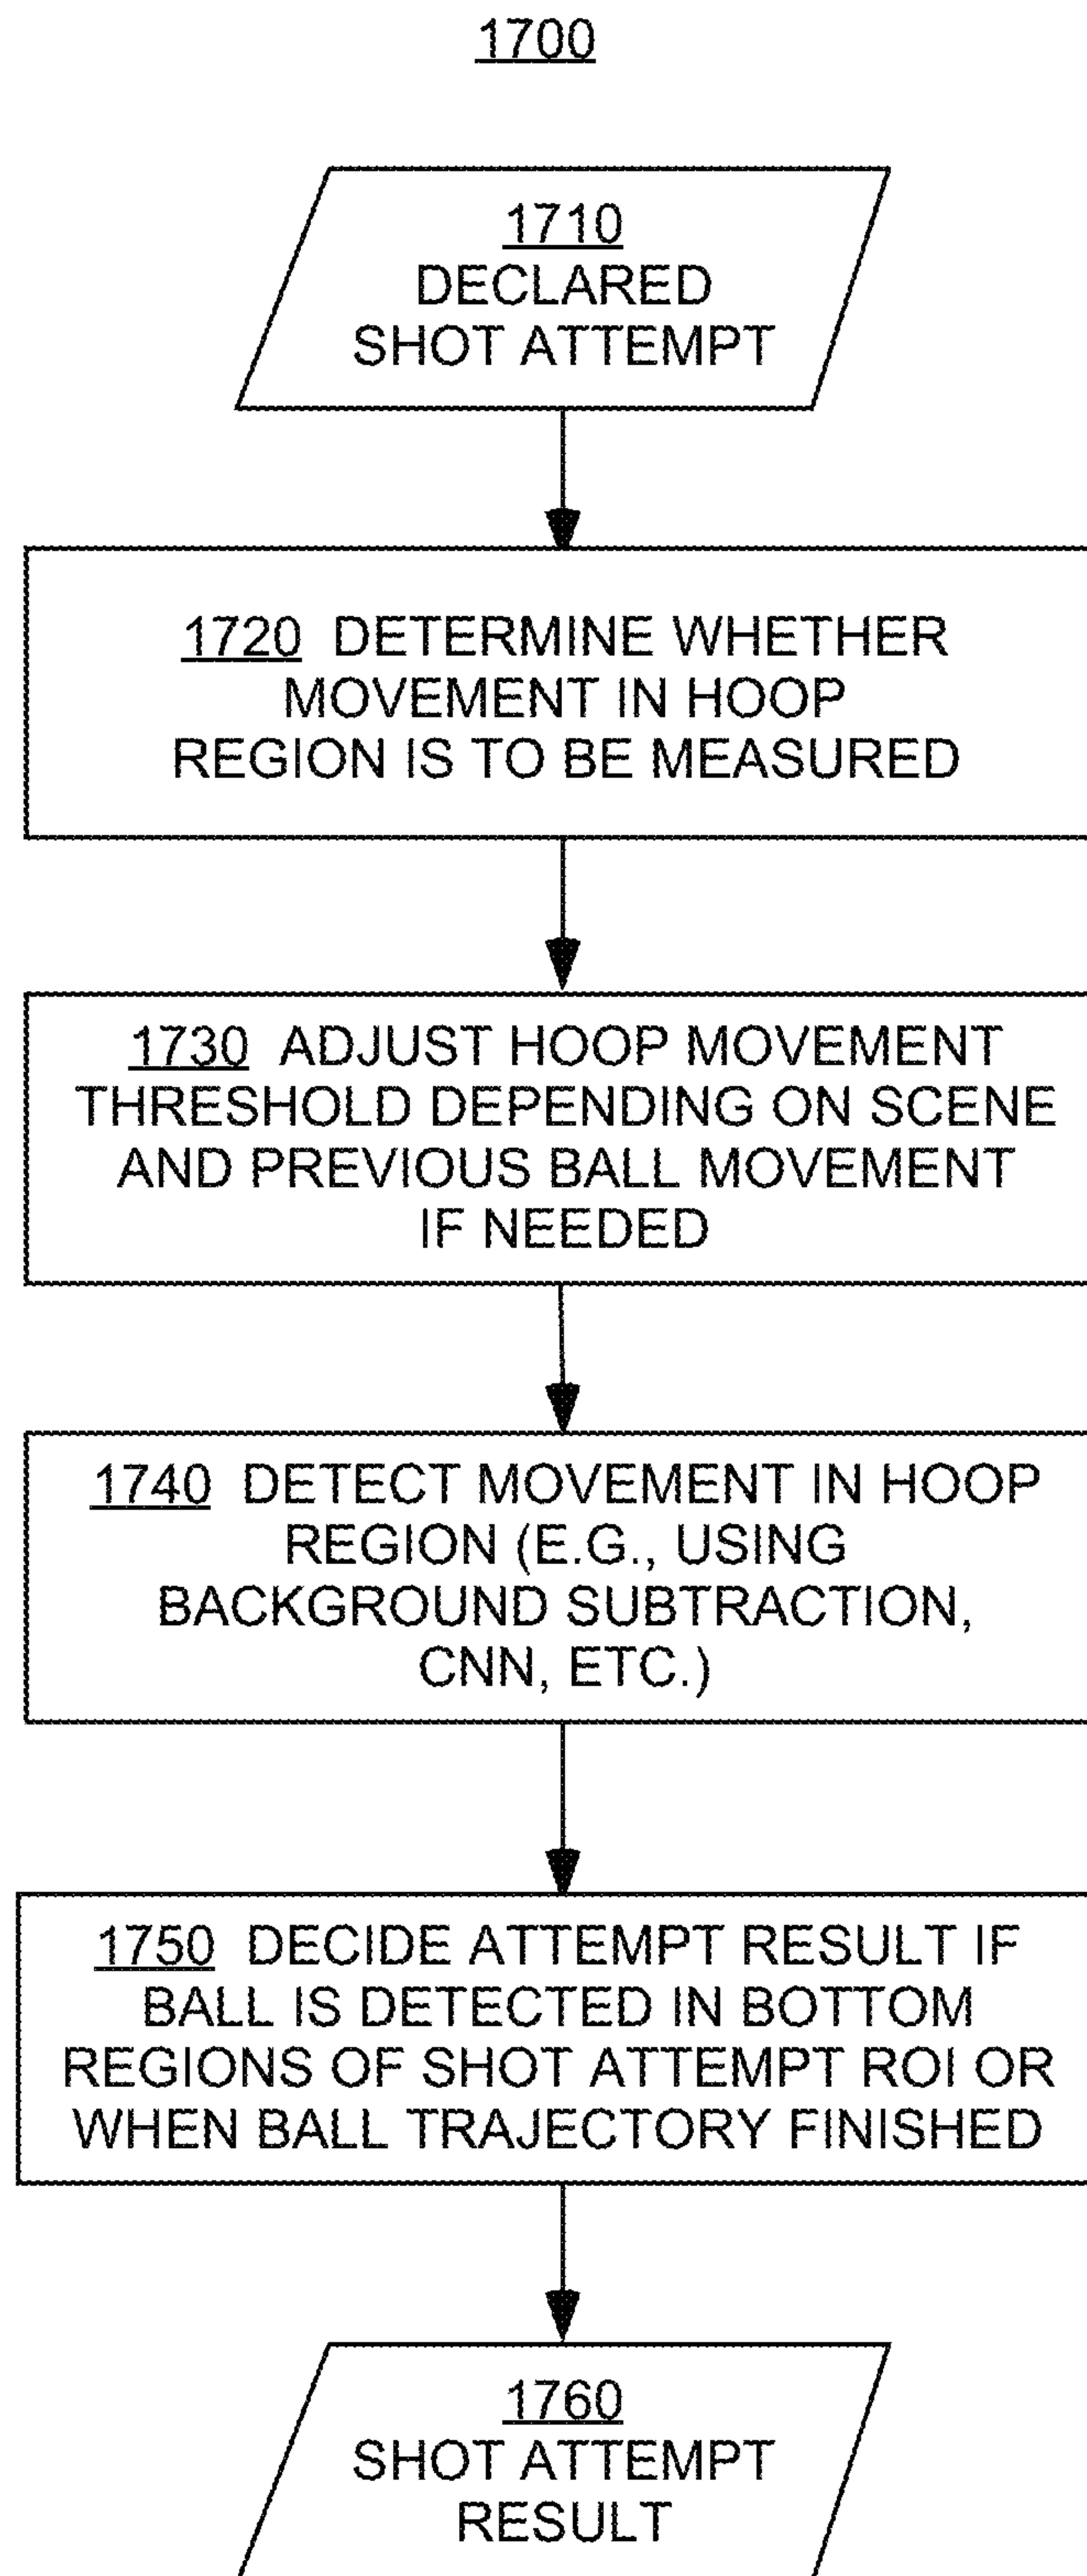 1700
1710
DECLARED
SHOT ATTEMPT
1720 DETERMINE WHETHER
MOVEMENT IN HOOP
REGION IS TO BE MEASURED
1730 ADJUST HOOP MOVEMENT
THRESHOLD DEPENDING ON SCENE
AND PREVIOUS BALL MOVEMENT
IF NEEDED
1740 DETECT MOVEMENT IN HOOP
REGION (E.G., USING
BACKGROUND SUBTRACTION,
CNN, ETC.)
1750 DECIDE ATTEMPT RESULT IF
BALL IS DETECTED IN BOTTOM
REGIONS OF SHOT ATTEMPT ROI OR
WHEN BALL TRAJECTORY FINISHED
1760
SHOT ATTEMPT
RESULT